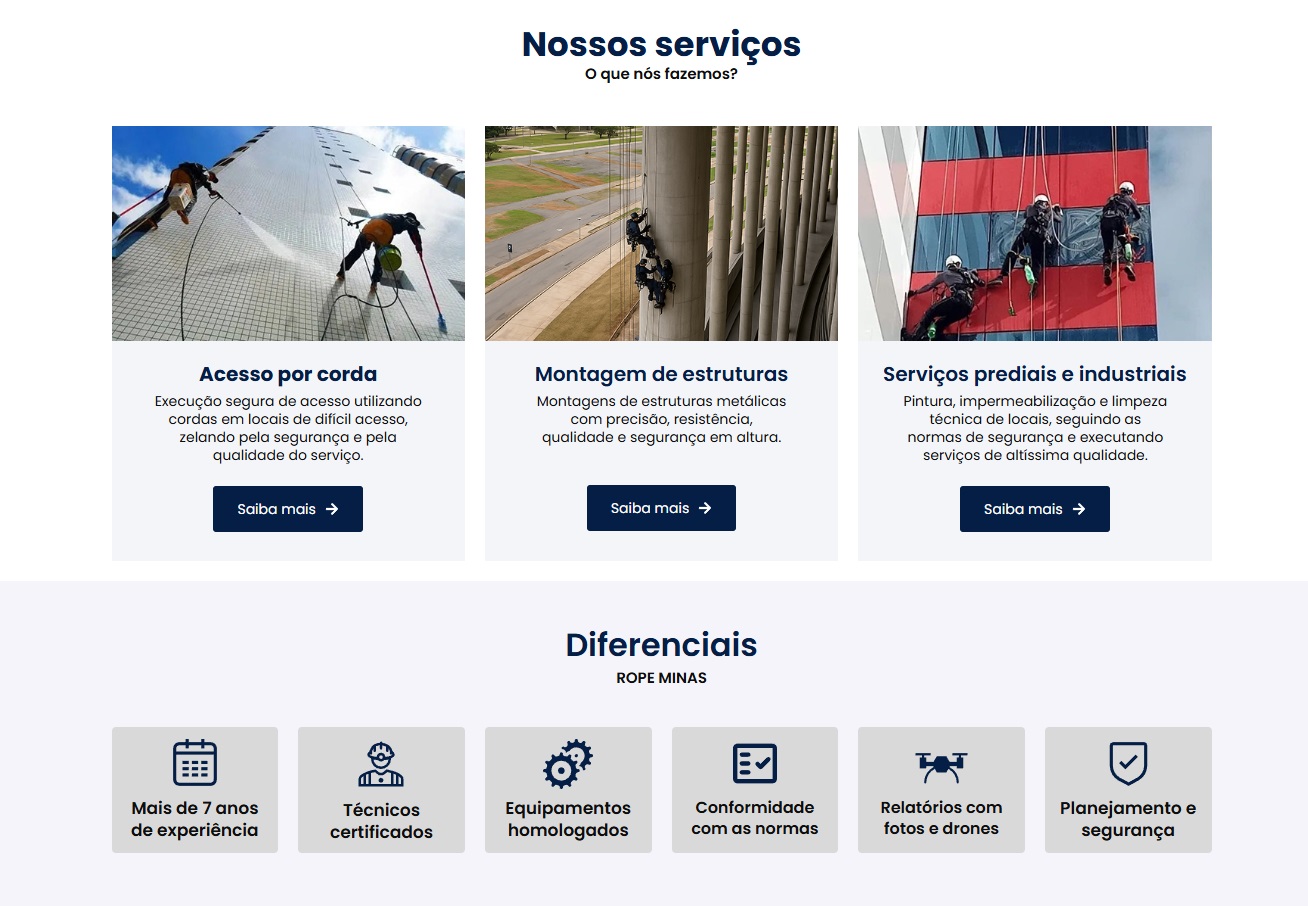 Nossos serviços
O que nós fazemos?
Acesso por corda
Execução segura de acesso utilizando
cordas em locais de difícil acesso,
zelando pela segurança e pela
qualidade do serviço.
Saiba mais
Montagem de estruturas
Montagens de estruturas metálicas
com precisão, resistência,
qualidade e segurança em altura.
Saiba mais
Serviços prediais e industriais
Pintura, impermeabilização e limpeza
técnica de locais, seguindo as
normas de segurança e executando
serviços de altíssima qualidade.
Saiba mais
Diferenciais
ROPE MINAS
Mais de 7 anos
de experiência
Técnicos
certificados
Equipamentos
homologados
Conformidade
com as normas
Relatórios com
fotos e drones
Planejamento e
segurança